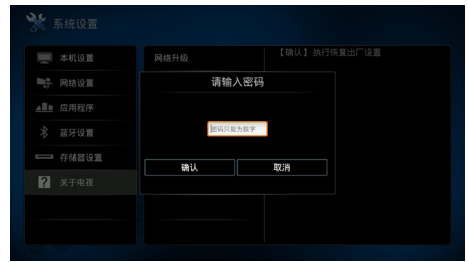 系统设置
本机设置
网络升级
【确认】执行恢复出厂设置
网络设置
请输入密码
应用程序
密码只能为数字
蓝牙设置
存储器设置
确认
取消
关于电视